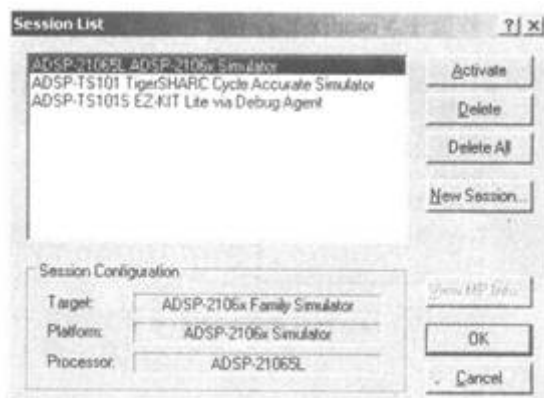 Session List
ADSP-21065L ADSP-2106x Simulator
ADSP-TS101 TigerSHARC Cycle Accurate Simulator
ADSP-TS101S EZ-KIT Lite via Debug Agent
Activate
Delete
Delete All
New Session...
Session Configuration
Target: ADSP-2106x Family Simulator
Platform: ADSP-2106x Simulator
Processor: ADSP-21065L
OK
Cancel